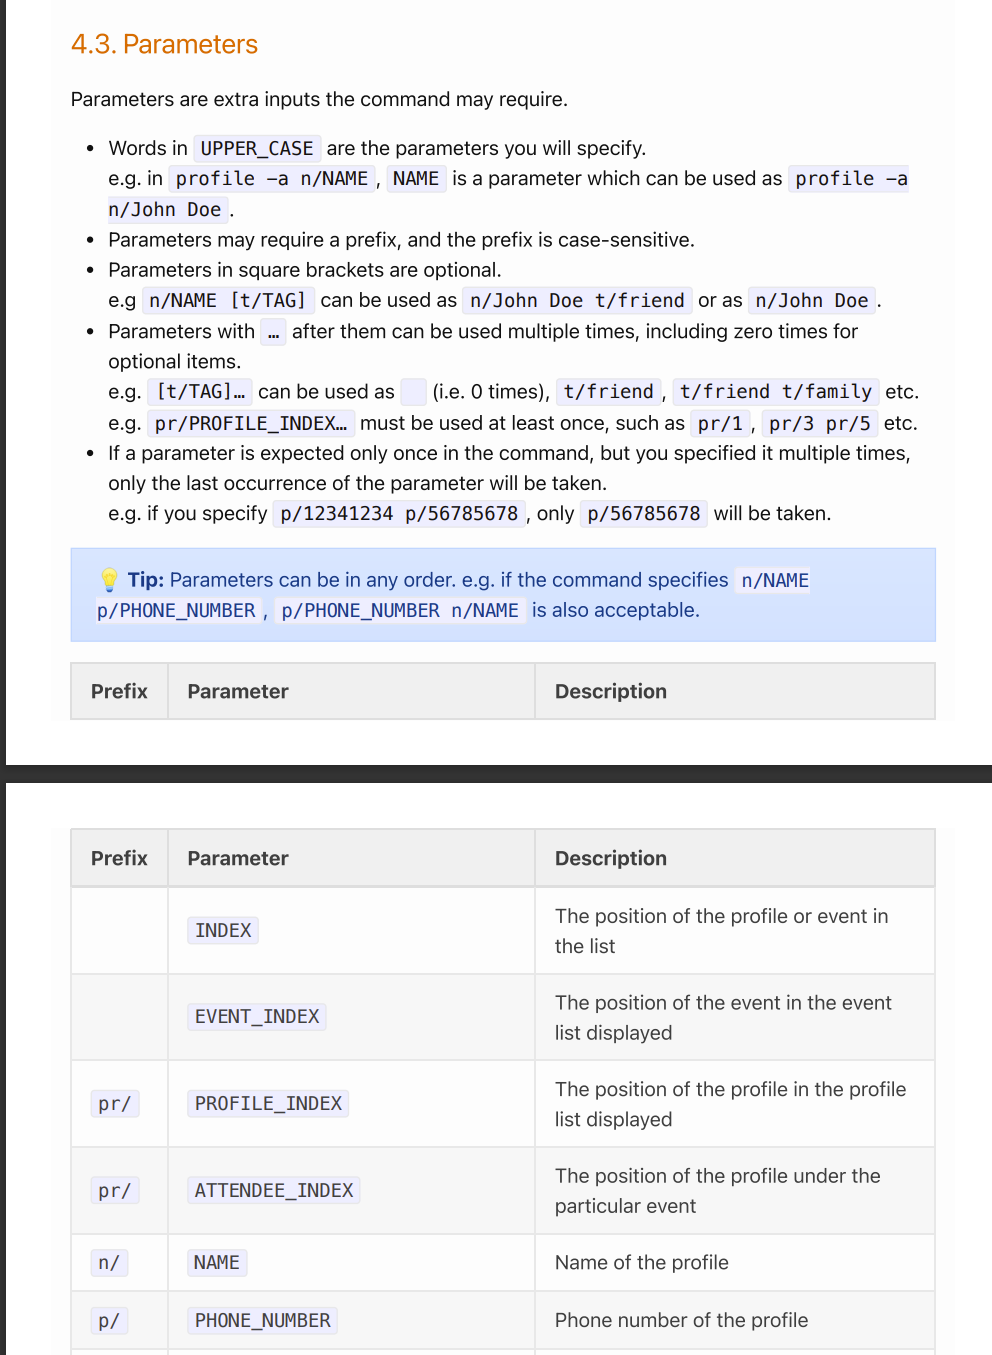 4.3. Parameters
Parameters are extra inputs the command may require.
• Words in UPPER_CASE are the parameters you will specify.
e.g. in profile –a n/NAME , NAME is a parameter which can be used as profile –a
n/John Doe .
• Parameters may require a prefix, and the prefix is case-sensitive.
• Parameters in square brackets are optional.
e.g n/NAME [t/TAG] can be used as n/John Doe t/friend or as n/John Doe .
• Parameters with … after them can be used multiple times, including zero times for
optional items.
e.g. [t/TAG]… can be used as (i.e. 0 times), t/friend , t/friend t/family etc.
e.g. pr/PROFILE_INDEX… must be used at least once, such as pr/1 , pr/3 pr/5 etc.
• If a parameter is expected only once in the command, but you specified it multiple times,
only the last occurrence of the parameter will be taken.
e.g. if you specify p/12341234 p/56785678 , only p/56785678 will be taken.
💡 Tip: Parameters can be in any order. e.g. if the command specifies n/NAME
p/PHONE_NUMBER , p/PHONE_NUMBER n/NAME is also acceptable.
Prefix Parameter Description
Prefix Parameter Description
INDEX The position of the profile or event in
the list
EVENT_INDEX The position of the event in the event
list displayed
pr/ PROFILE_INDEX The position of the profile in the profile
list displayed
pr/ ATTENDEE_INDEX The position of the profile under the
particular event
n/ NAME Name of the profile
p/ PHONE_NUMBER Phone number of the profile